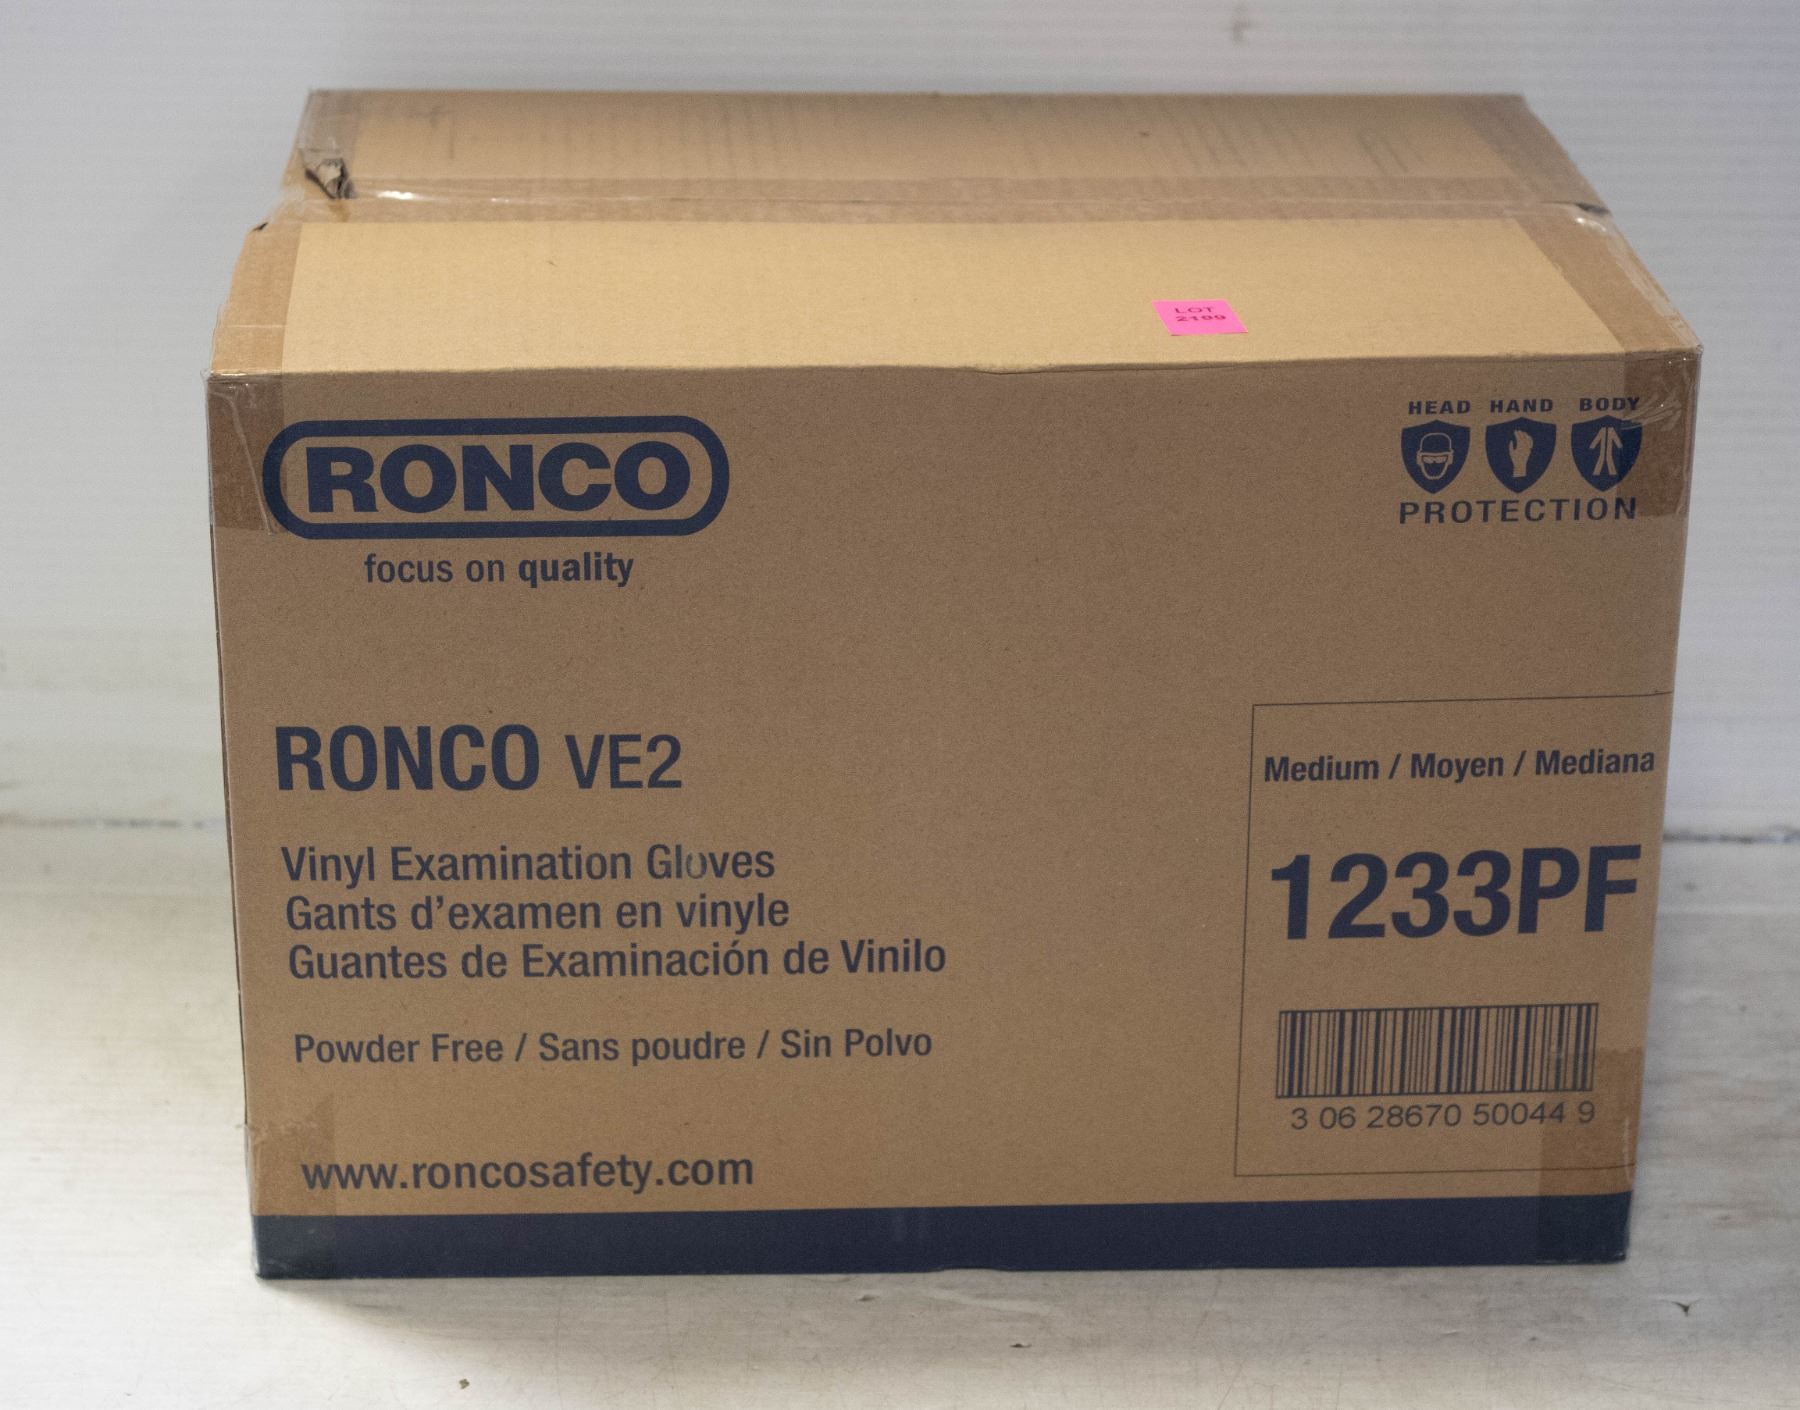 LOT
2199
RONCO
focus on quality
HEAD HAND BODY
PROTECTION
RONCO VE2
Vinyl Examination Gloves
Gants d'examen en vinyle
Guantes de Examinación de Vinilo
Powder Free / Sans poudre / Sin Polvo
www.roncosafety.com
Medium / Moyen / Mediana
1233PF
3 06 28670 50044 9